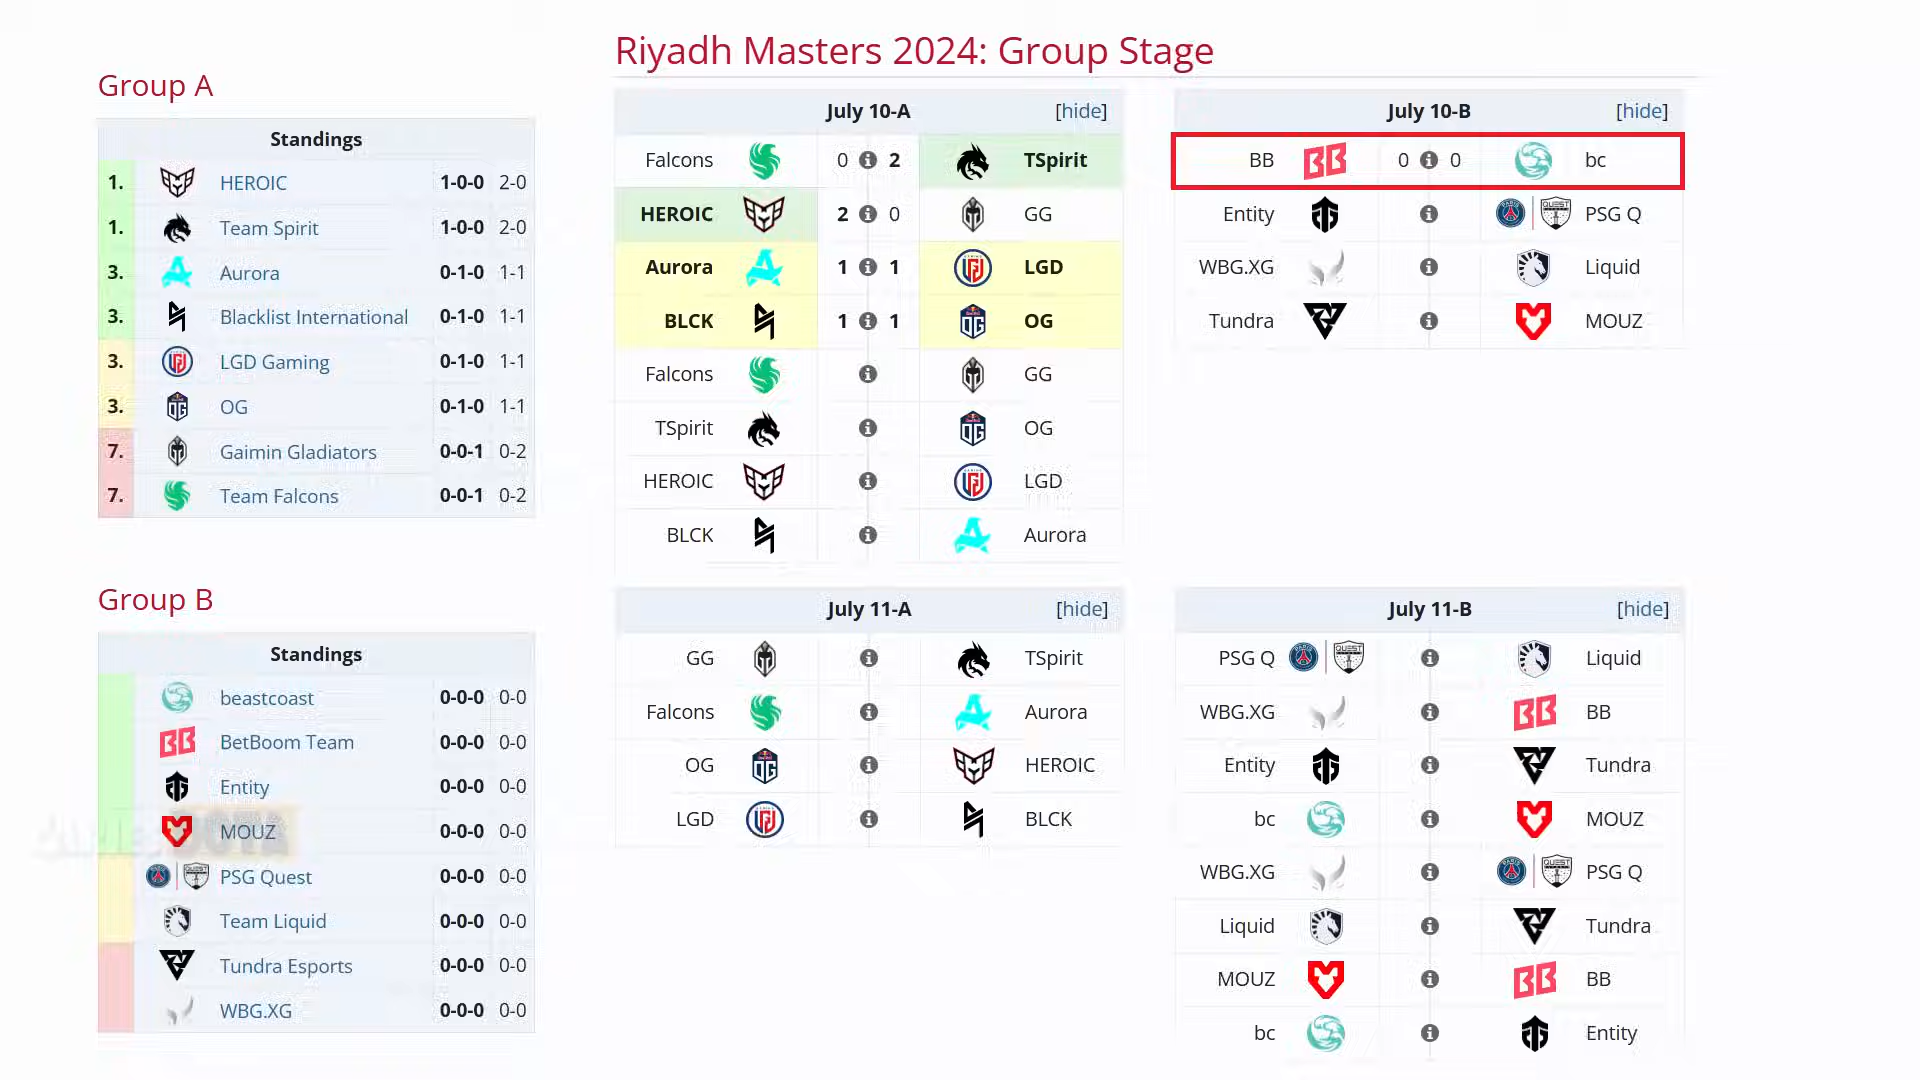 Riyadh Masters 2024: Group Stage
Group A
Standings
1. HEROIC 1-0-0 2-0
1. Team Spirit 1-0-0 2-0
3. Aurora 0-1-0 1-1
3. Blacklist International 0-1-0 1-1
3. LGD Gaming 0-1-0 1-1
3. OG 0-1-0 1-1
7. Gaimin Gladiators 0-0-1 0-2
7. Team Falcons 0-0-1 0-2
Group B
Standings
beastcoast 0-0-0 0-0
BetBoom Team 0-0-0 0-0
Entity 0-0-0 0-0
MOUZ 0-0-0 0-0
PSG Quest 0-0-0 0-0
Team Liquid 0-0-0 0-0
Tundra Esports 0-0-0 0-0
WBG.XG 0-0-0 0-0
July 10-A [hide]
Falcons 0 2 TSpirit
HEROIC 2 0 GG
Aurora 1 1 LGD
BLCK 1 1 OG
Falcons GG
TSpirit OG
HEROIC LGD
BLCK Aurora
July 10-B [hide]
BB 0 0 bc
Entity PSG Q
WBG.XG Liquid
Tundra MOUZ
July 11-A [hide]
GG TSpirit
Falcons Aurora
OG HEROIC
LGD BLCK
July 11-B [hide]
PSG Q Liquid
WBG.XG BB
Entity Tundra
bc MOUZ
WBG.XG PSG Q
Liquid Tundra
MOUZ BB
bc Entity